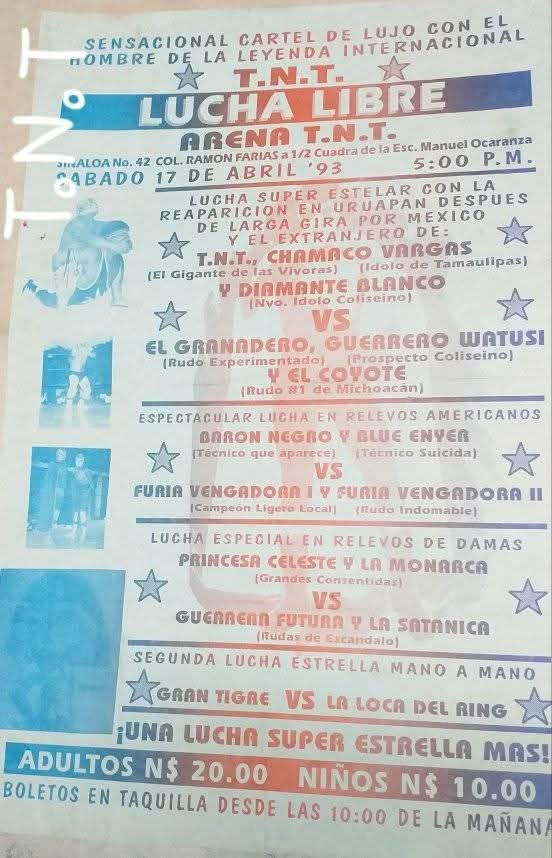 T.N.T
SENSACIONAL CARTEL DE LUJO CON EL
HOMBRE DE LA LEYENDA INTERNACIONAL
T.N.T.
LUCHA LIBRE
ARENA T.N.T.
SINALOA No. 42 COL. RAMON FARIAS a 1/2 Cuadra de la Esc. Manuel Ocaranza
SABADO 17 DE ABRIL '93 5:00 P.M.
LUCHA SUPER ESTELAR CON LA
REAPARICION EN URUAPAN DESPUES
DE LARGA GIRA POR MEXICO
Y EL EXTRANJERO DE:
T.N.T., CHAMACO VARGAS
(El Gigante de las Vivoras) (Idolo de Tamaulipas)
Y DIAMANTE BLANCO
(Nvo. Idolo Coliseino)
VS
EL GRANADERO, GUERRERO WATUSI
(Rudo Experimentado) (Prospecto Coliseino)
Y EL COYOTE
(Rudo #1 de Michoacán)
ESPECTACULAR LUCHA EN RELEVOS AMERICANOS
BARON NEGRO Y BLUE ENYER
(Técnico que aparece) (Técnico Suicida)
VS
FURIA VENGADORA I Y FURIA VENGADORA II
(Campeón Ligero Local) (Rudo Indomable)
LUCHA ESPECIAL EN RELEVOS DE DAMAS
PRINCESA CELESTE Y LA MONARCA
(Grandes Consentidas)
VS
GUERRERA FUTURA Y LA SATANICA
(Rudas de Escandalo)
SEGUNDA LUCHA ESTRELLA MANO A MANO
GRAN TIGRE VS LA LOCA DEL RING
¡UNA LUCHA SUPER ESTRELLA MAS!
ADULTOS N$ 20.00 NIÑOS N$ 10.00
BOLETOS EN TAQUILLA DESDE LAS 10:00 DE LA MAÑANA